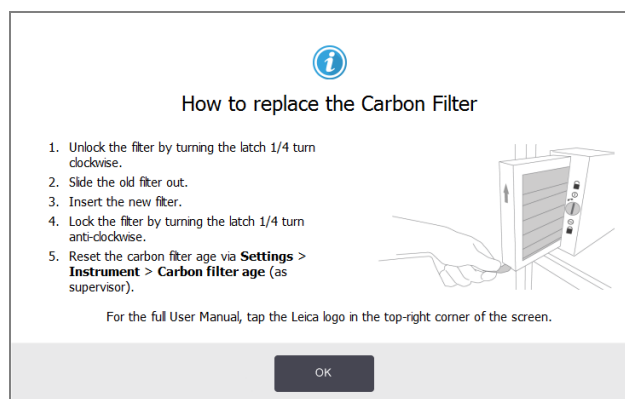 How to replace the Carbon Filter
1. Unlock the filter by turning the latch 1/4 turn
clockwise.
2. Slide the old filter out.
3. Insert the new filter.
4. Lock the filter by turning the latch 1/4 turn
anti-clockwise.
5. Reset the carbon filter age via Settings >
Instrument > Carbon filter age (as
supervisor).
For the full User Manual, tap the Leica logo in the top-right corner of the screen.
OK